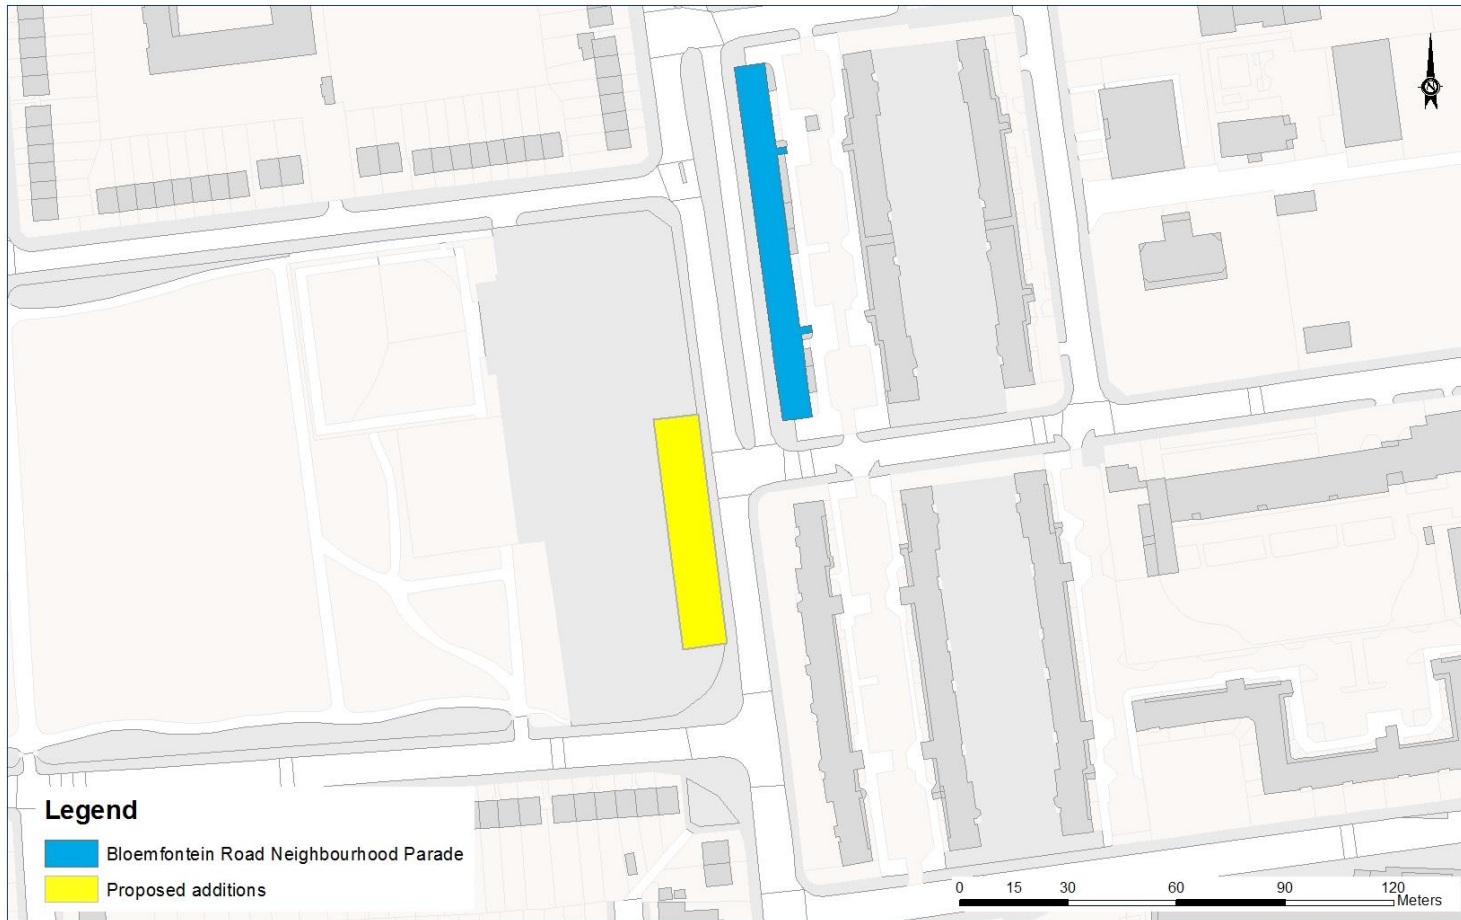 Legend
Bloemfontein Road Neighbourhood Parade
Proposed additions
0 15 30 60 90 120
Meters
N